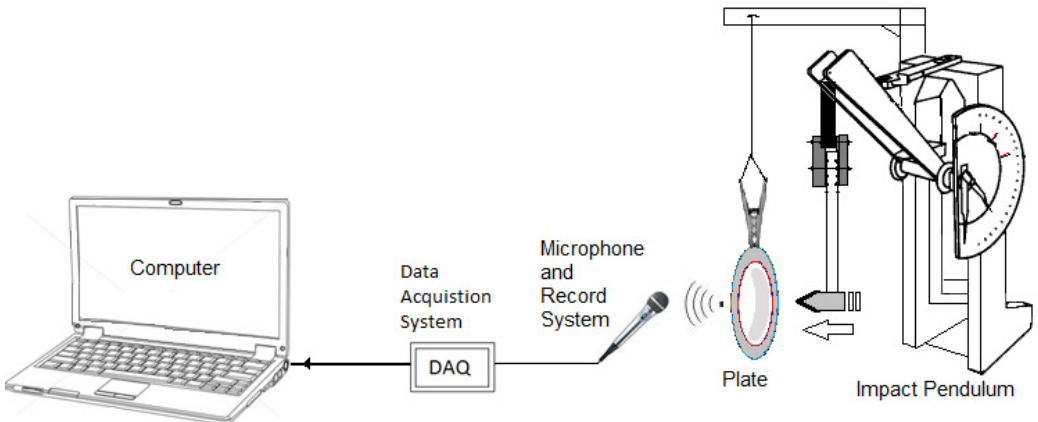 Computer
Data
Acquistion
System
DAQ
Microphone
and
Record
System
Plate
Impact Pendulum